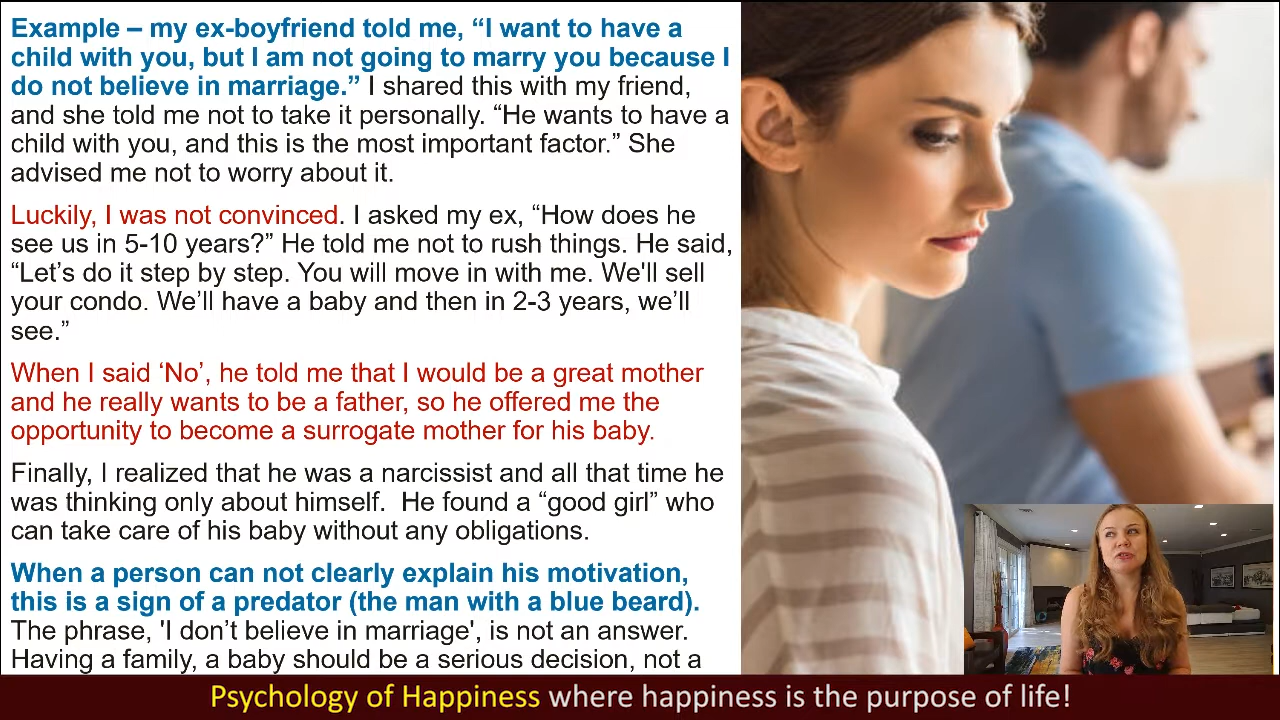 Example – my ex-boyfriend told me, “I want to have a
child with you, but I am not going to marry you because I
do not believe in marriage.” I shared this with my friend,
and she told me not to take it personally. “He wants to have a
child with you, and this is the most important factor.” She
advised me not to worry about it.
Luckily, I was not convinced. I asked my ex, “How does he
see us in 5-10 years?” He told me not to rush things. He said,
“Let’s do it step by step. You will move in with me. We'll sell
your condo. We’ll have a baby and then in 2-3 years, we’ll
see.”
When I said ‘No’, he told me that I would be a great mother
and he really wants to be a father, so he offered me the
opportunity to become a surrogate mother for his baby.
Finally, I realized that he was a narcissist and all that time he
was thinking only about himself.  He found a “good girl” who
can take care of his baby without any obligations.
When a person can not clearly explain his motivation,
this is a sign of a predator (the man with a blue beard).
The phrase, 'I don’t believe in marriage', is not an answer.
Having a family, a baby should be a serious decision, not a
Psychology of Happiness where happiness is the purpose of life!